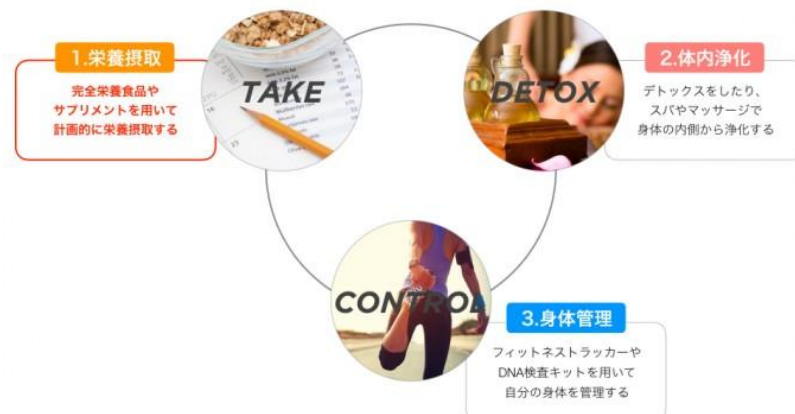 1.栄養摂取
完全栄養食品や
サプリメントを用いて
計画的に栄養摂取する
TAKE
DETOX
2.体内浄化
デトックスをしたり、
スパやマッサージで
身体の内側から浄化する
CONTROL
3.身体管理
フィットネストラッカーや
DNA検査キットを用いて
自分の身体を管理する